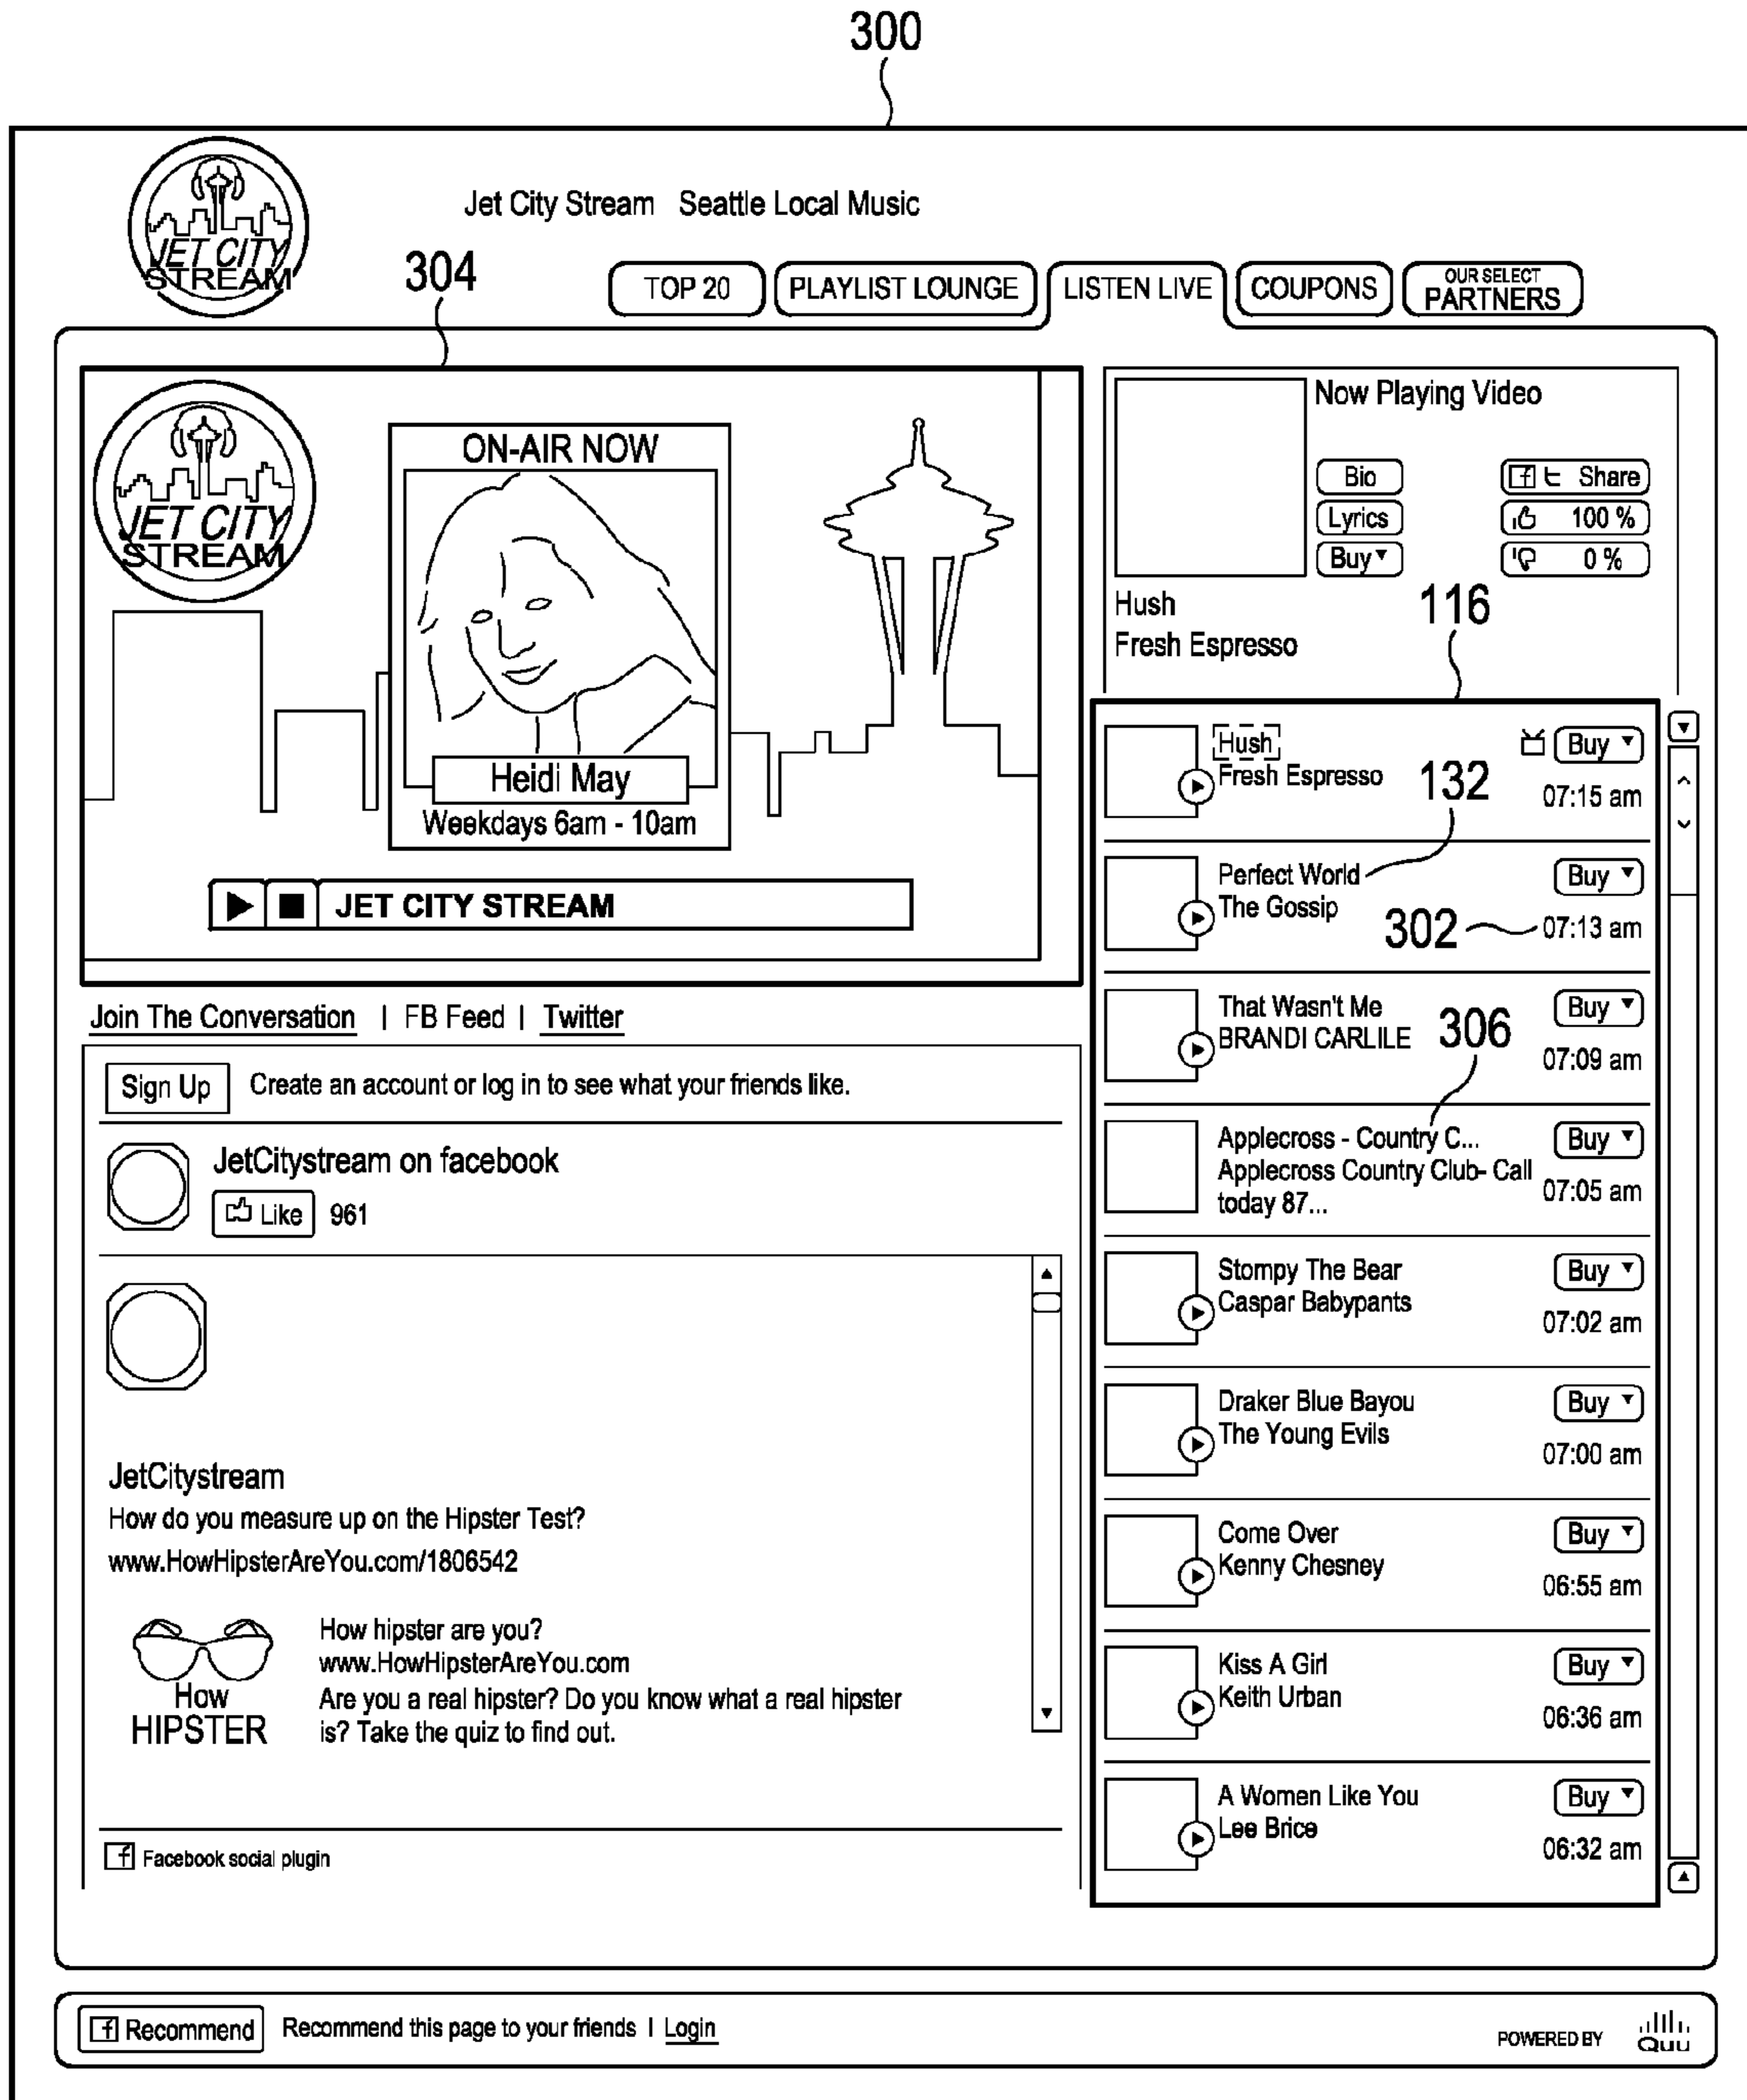 300
JET CITY
STREAM
Jet City Stream Seattle Local Music
304
TOP 20
PLAYLIST LOUNGE
LISTEN LIVE
COUPONS
OUR SELECT
PARTNERS
JET CITY
STREAM
ON-AIR NOW
Heidi May
Weekdays 6am - 10am
JET CITY STREAM
Now Playing Video
Bio
Share
Lyrics
100 %
Buy
0 %
Hush
Fresh Espresso
116
Hush
Fresh Espresso
Buy
07:15 am
132
Perfect World
The Gossip
Buy
302
07:13 am
That Wasn't Me
BRANDI CARLILE
Buy
07:09 am
306
Applecross - Country C...
Applecross Country Club- Call
today 87...
Buy
07:05 am
Stompy The Bear
Caspar Babypants
Buy
07:02 am
Draker Blue Bayou
The Young Evils
Buy
07:00 am
Come Over
Kenny Chesney
Buy
06:55 am
Kiss A Girl
Keith Urban
Buy
06:36 am
A Women Like You
Lee Brice
Buy
06:32 am
Join The Conversation | FB Feed | Twitter
Sign Up
Create an account or log in to see what your friends like.
JetCitystream on facebook
Like 961
JetCitystream
How do you measure up on the Hipster Test?
www.HowHipsterAreYou.com/1806542
How
HIPSTER
How hipster are you?
www.HowHipsterAreYou.com
Are you a real hipster? Do you know what a real hipster
is? Take the quiz to find out.
f Facebook social plugin
f Recommend
Recommend this page to your friends | Login
POWERED BY
Quu